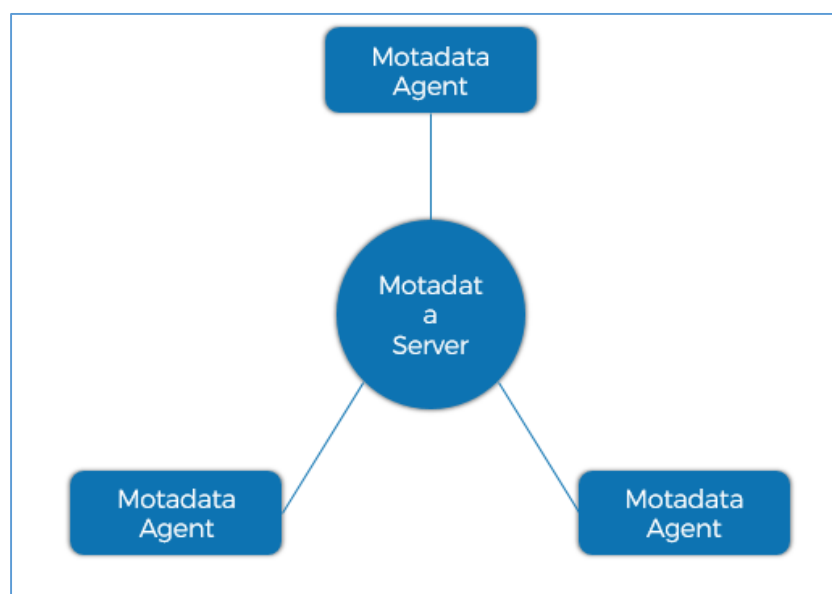 Motadata
Agent
Motadat
a
Server
Motadata
Agent
Motadata
Agent